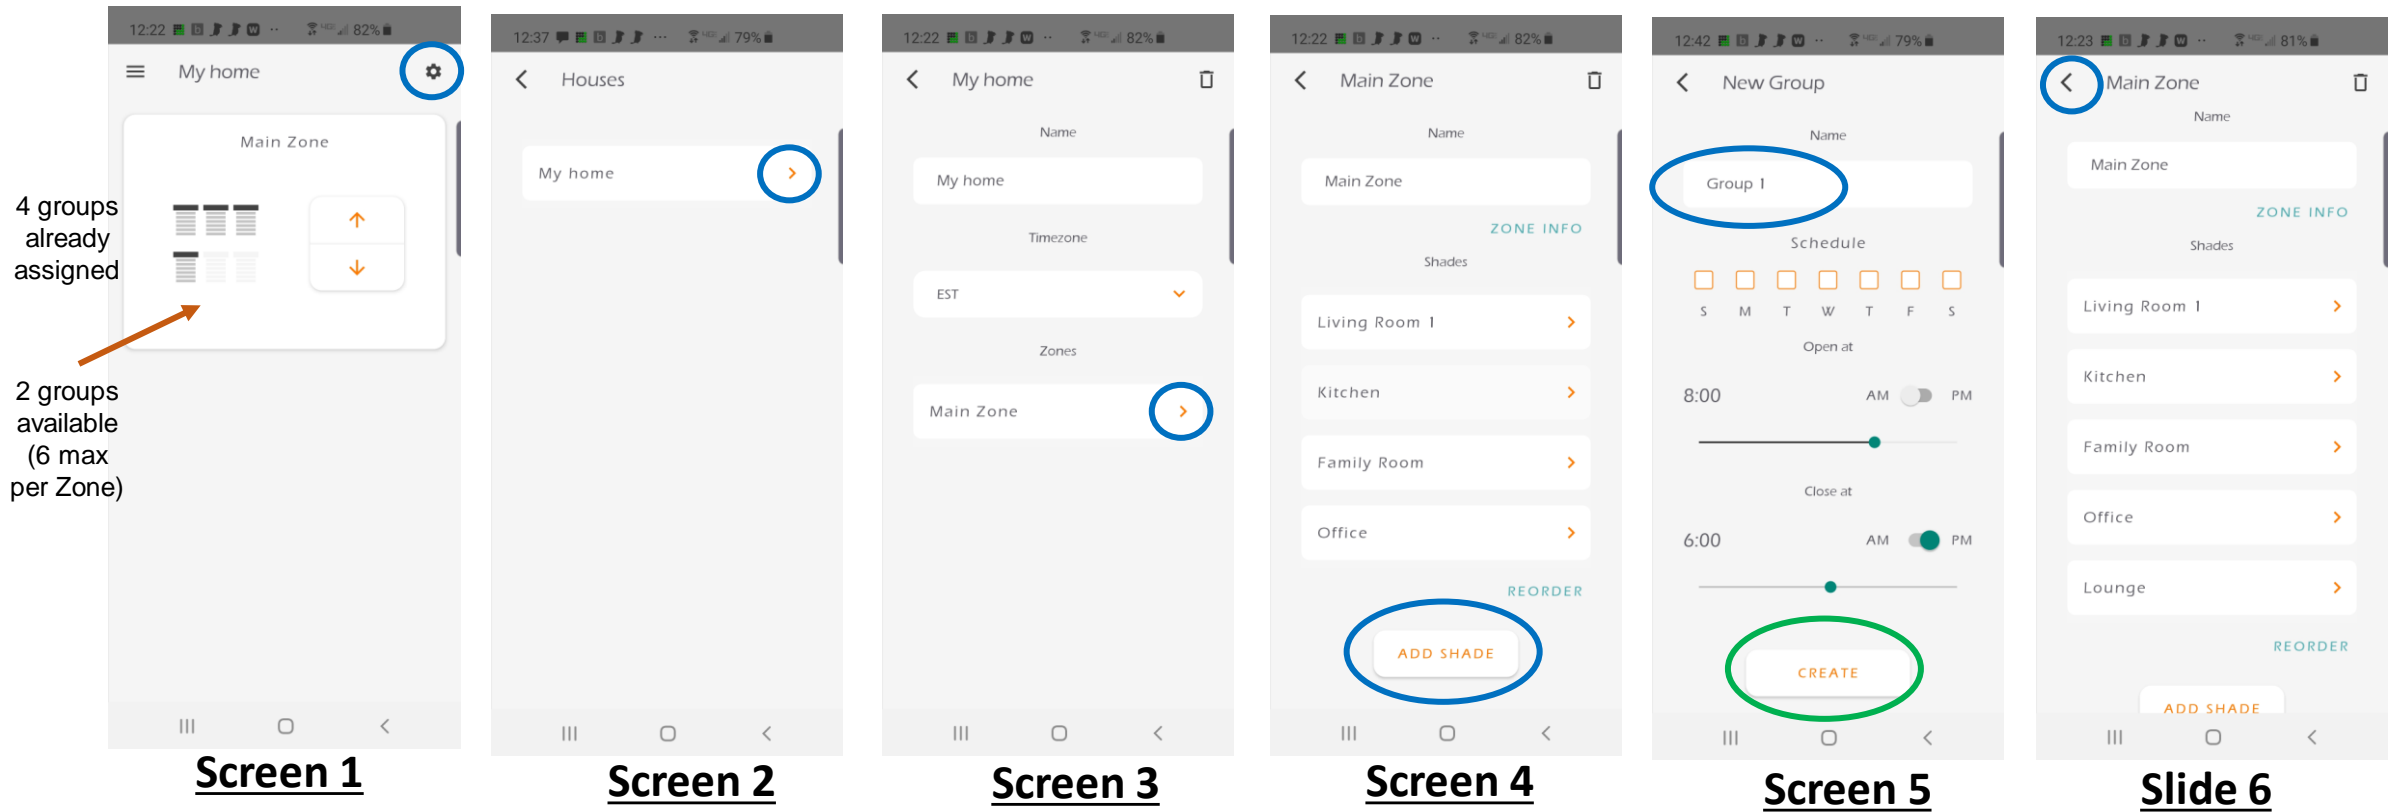 4 groups
already
assigned
2 groups
available
(6 max
per Zone)
12:22 82%
My home
Main Zone
Screen 1
12:37 79%
Houses
My home
Screen 2
12:22 82%
My home
Name
My home
Timezone
EST
Zones
Main Zone
Screen 3
12:22 82%
Main Zone
Name
Main Zone
ZONE INFO
Shades
Living Room 1
Kitchen
Family Room
Office
REORDER
ADD SHADE
Screen 4
12:42 79%
New Group
Name
Group 1
Schedule
S M T W T F S
Open at
8:00 AM PM
Close at
6:00 AM PM
CREATE
Screen 5
12:23 81%
Main Zone
Name
Main Zone
ZONE INFO
Shades
Living Room 1
Kitchen
Family Room
Office
Lounge
REORDER
ADD SHADE
Slide 6